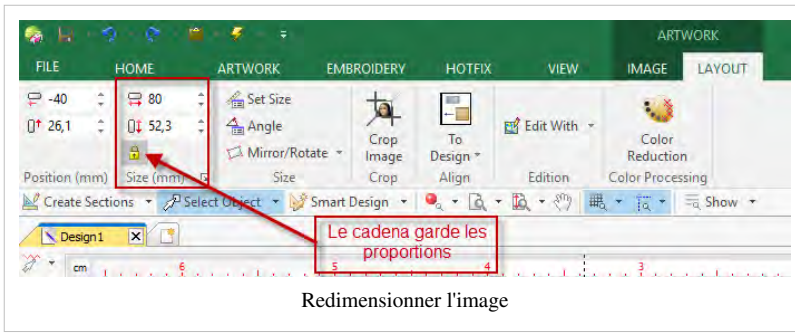 ARTWORK
FILE HOME ARTWORK EMBROIDERY HOTFIX VIEW IMAGE LAYOUT
-40 80 Set Size
26,1 52,3 Angle
Mirror/Rotate
Crop Image
To Design
Edit With
Color Reduction
Position (mm) Size (mm) Size Crop Align Edition Color Processing
Create Sections Select Object Smart Design Show
Design1
Le cadena garde les
proportions
cm 6 5 4 3
Redimensionner l'image